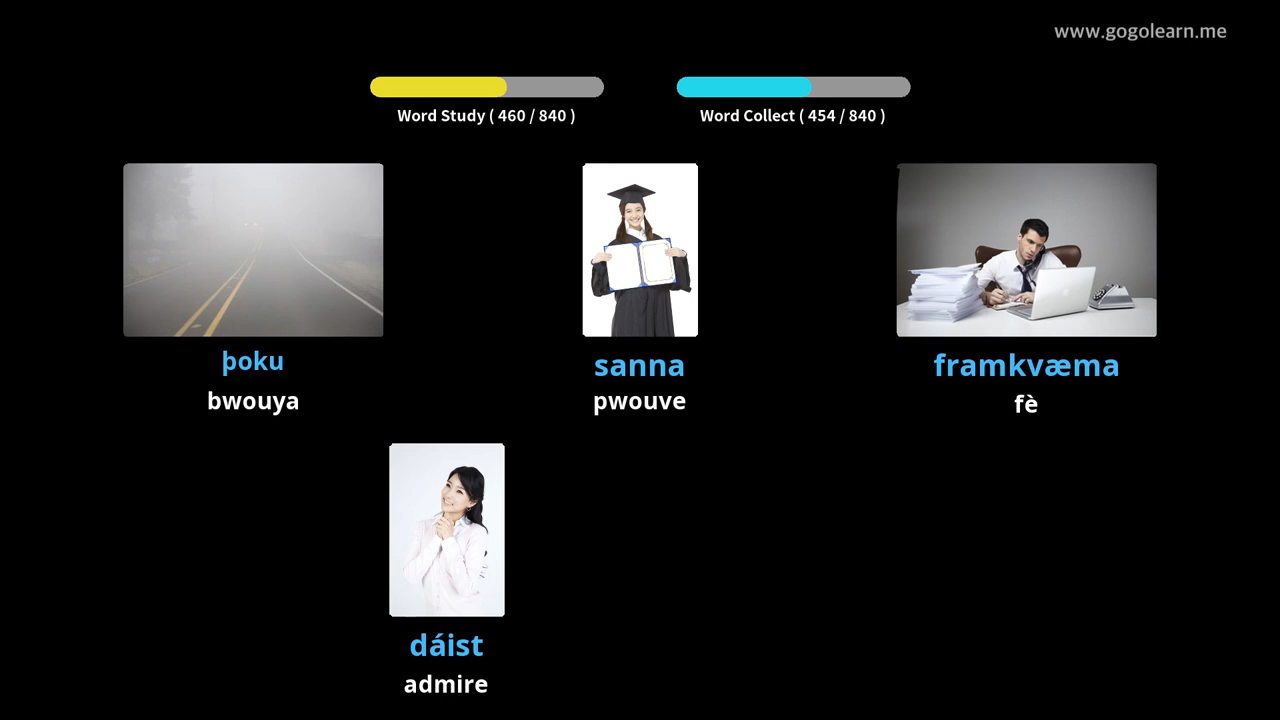 www.gogolearn.me
Word Study ( 460 / 840 )
Word Collect ( 454 / 840 )
þoku
bwouya
sanna
pwouve
framkvæma
fè
dáist
admire